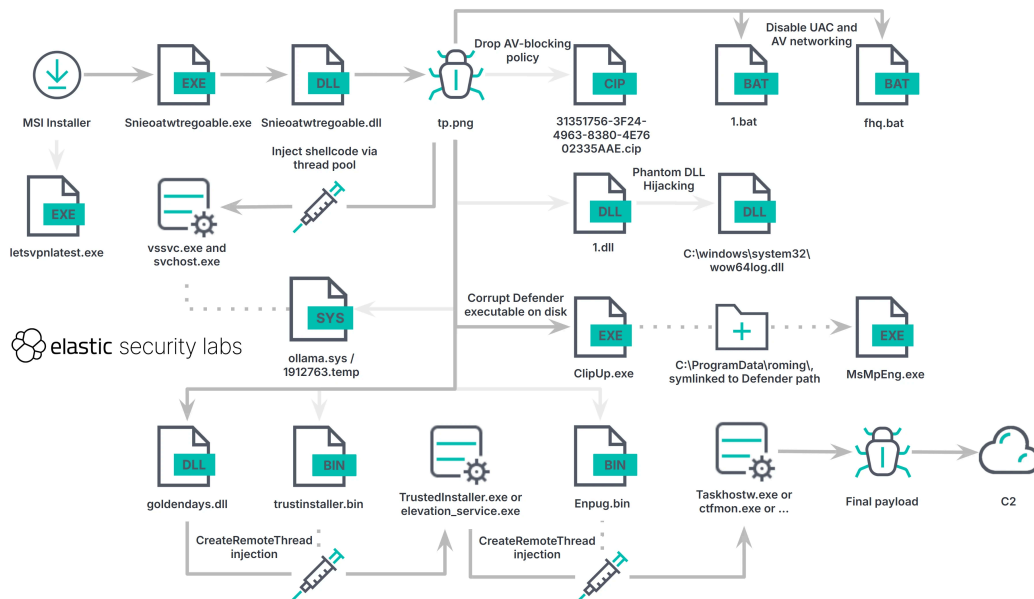 Disable UAC and
AV networking
Drop AV-blocking
policy
EXE
DLL
CIP
BAT
BAT
MSI Installer
Snieoatwtregoable.exe
Snieoatwtregoable.dll
tp.png
31351756-3F24-
4963-8380-4E76
02335AAE.cip
1.bat
fhq.bat
Inject shellcode via
thread pool
Phantom DLL
Hijacking
EXE
DLL
DLL
letsvpnlatest.exe
vssvc.exe and
svchost.exe
1.dll
C:\windows\system32\
wow64log.dll
Corrupt Defender
executable on disk
SYS
EXE
EXE
elastic security labs
ollama.sys /
1912763.temp
ClipUp.exe
C:\ProgramData\roming\,
symlinked to Defender path
MsMpEng.exe
DLL
BIN
BIN
goldendays.dll
trustinstaller.bin
TrustedInstaller.exe or
elevation_service.exe
Enpug.bin
Taskhostw.exe or
ctfmon.exe or ...
Final payload
C2
CreateRemoteThread
injection
CreateRemoteThread
injection